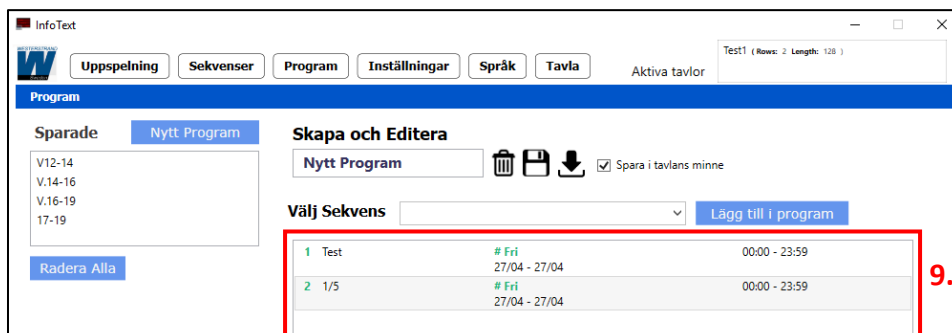 InfoText
WESTERSTRAND
W
Uppspelning Sekvenser Program Inställningar Språk Tavla
Aktiva tavlor
Test1 ( Rows: 2 Length: 128 )
Program
Sparade Nytt Program
V12-14
V.14-16
V.16-19
17-19
Radera Alla
Skapa och Editera
Nytt Program
Spara i tavlans minne
Välj Sekvens Lägg till i program
1 Test # Fri 00:00 - 23:59
27/04 - 27/04
2 1/5 # Fri 00:00 - 23:59
27/04 - 27/04
9.